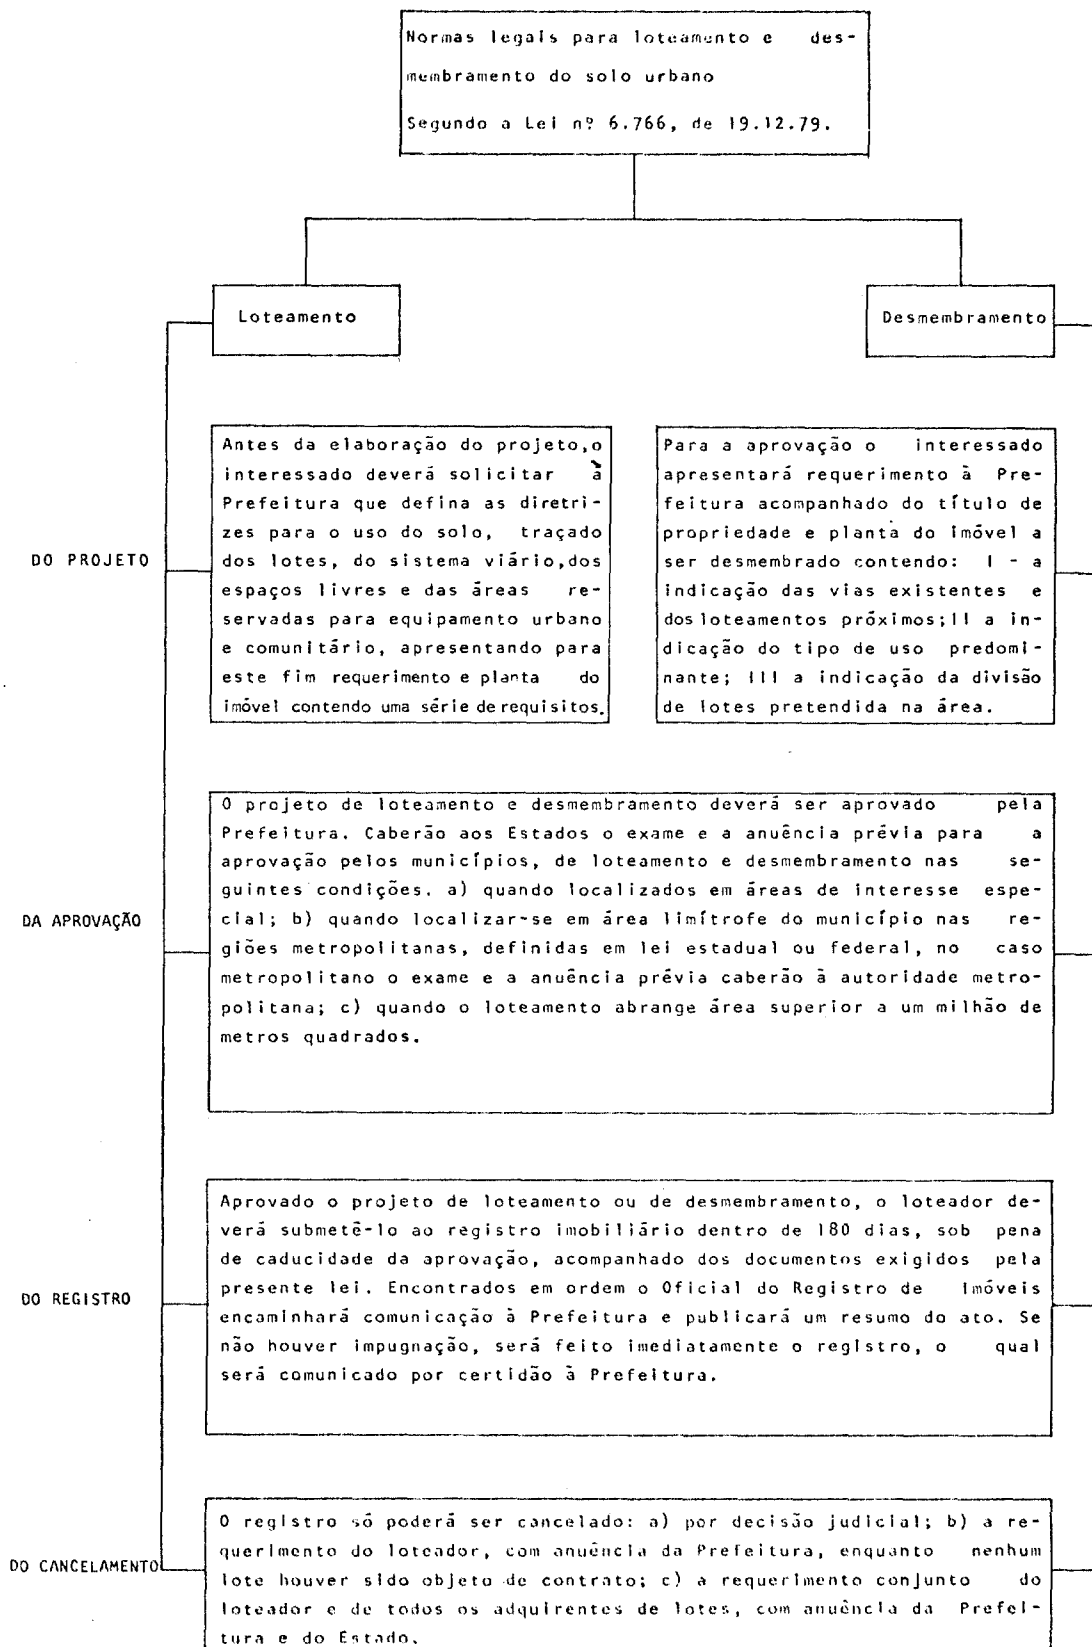 Normas legais para loteamento e des-
membramento do solo urbano
Segundo a Lei nº 6.766, de 19.12.79.
Loteamento
Desmembramento
DO PROJETO
Antes da elaboração do projeto,o
interessado deverá solicitar à
Prefeitura que defina as diretri-
zes para o uso do solo, traçado
dos lotes, do sistema viário,dos
espaços livres e das áreas re-
servadas para equipamento urbano
e comunitário, apresentando para
este fim requerimento e planta do
imóvel contendo uma série de requisitos.
Para a aprovação o interessado
apresentará requerimento à Pre-
feitura acompanhado do título de
propriedade e planta do imóvel a
ser desmembrado contendo: I - a
indicação das vias existentes e
dos loteamentos próximos;II a in-
dicação do tipo de uso predomi-
nante; III a indicação da divisão
de lotes pretendida na área.
DA APROVAÇÃO
O projeto de loteamento e desmembramento deverá ser aprovado pela
Prefeitura. Caberão aos Estados o exame e a anuência prévia para a
aprovação pelos municípios, de loteamento e desmembramento nas se-
guintes condições. a) quando localizados em áreas de interesse espe-
cial; b) quando localizar-se em área limítrofe do município nas re-
giões metropolitanas, definidas em lei estadual ou federal, no caso
metropolitano o exame e a anuência prévia caberão à autoridade metro-
politana; c) quando o loteamento abrange área superior a um milhão de
metros quadrados.
DO REGISTRO
Aprovado o projeto de loteamento ou de desmembramento, o loteador de-
verá submetê-lo ao registro imobiliário dentro de 180 dias, sob pena
de caducidade da aprovação, acompanhado dos documentos exigidos pela
presente lei. Encontrados em ordem o Oficial do Registro de Imóveis
encaminhará comunicação à Prefeitura e publicará um resumo do ato. Se
não houver impugnação, será feito imediatamente o registro, o qual
será comunicado por certidão à Prefeitura.
DO CANCELAMENTO
O registro só poderá ser cancelado: a) por decisão judicial; b) a re-
querimento do loteador, com anuência da Prefeitura, enquanto nenhum
lote houver sido objeto de contrato; c) a requerimento conjunto do
loteador e de todos os adquirentes de lotes, com anuência da Prefei-
tura e do Estado.